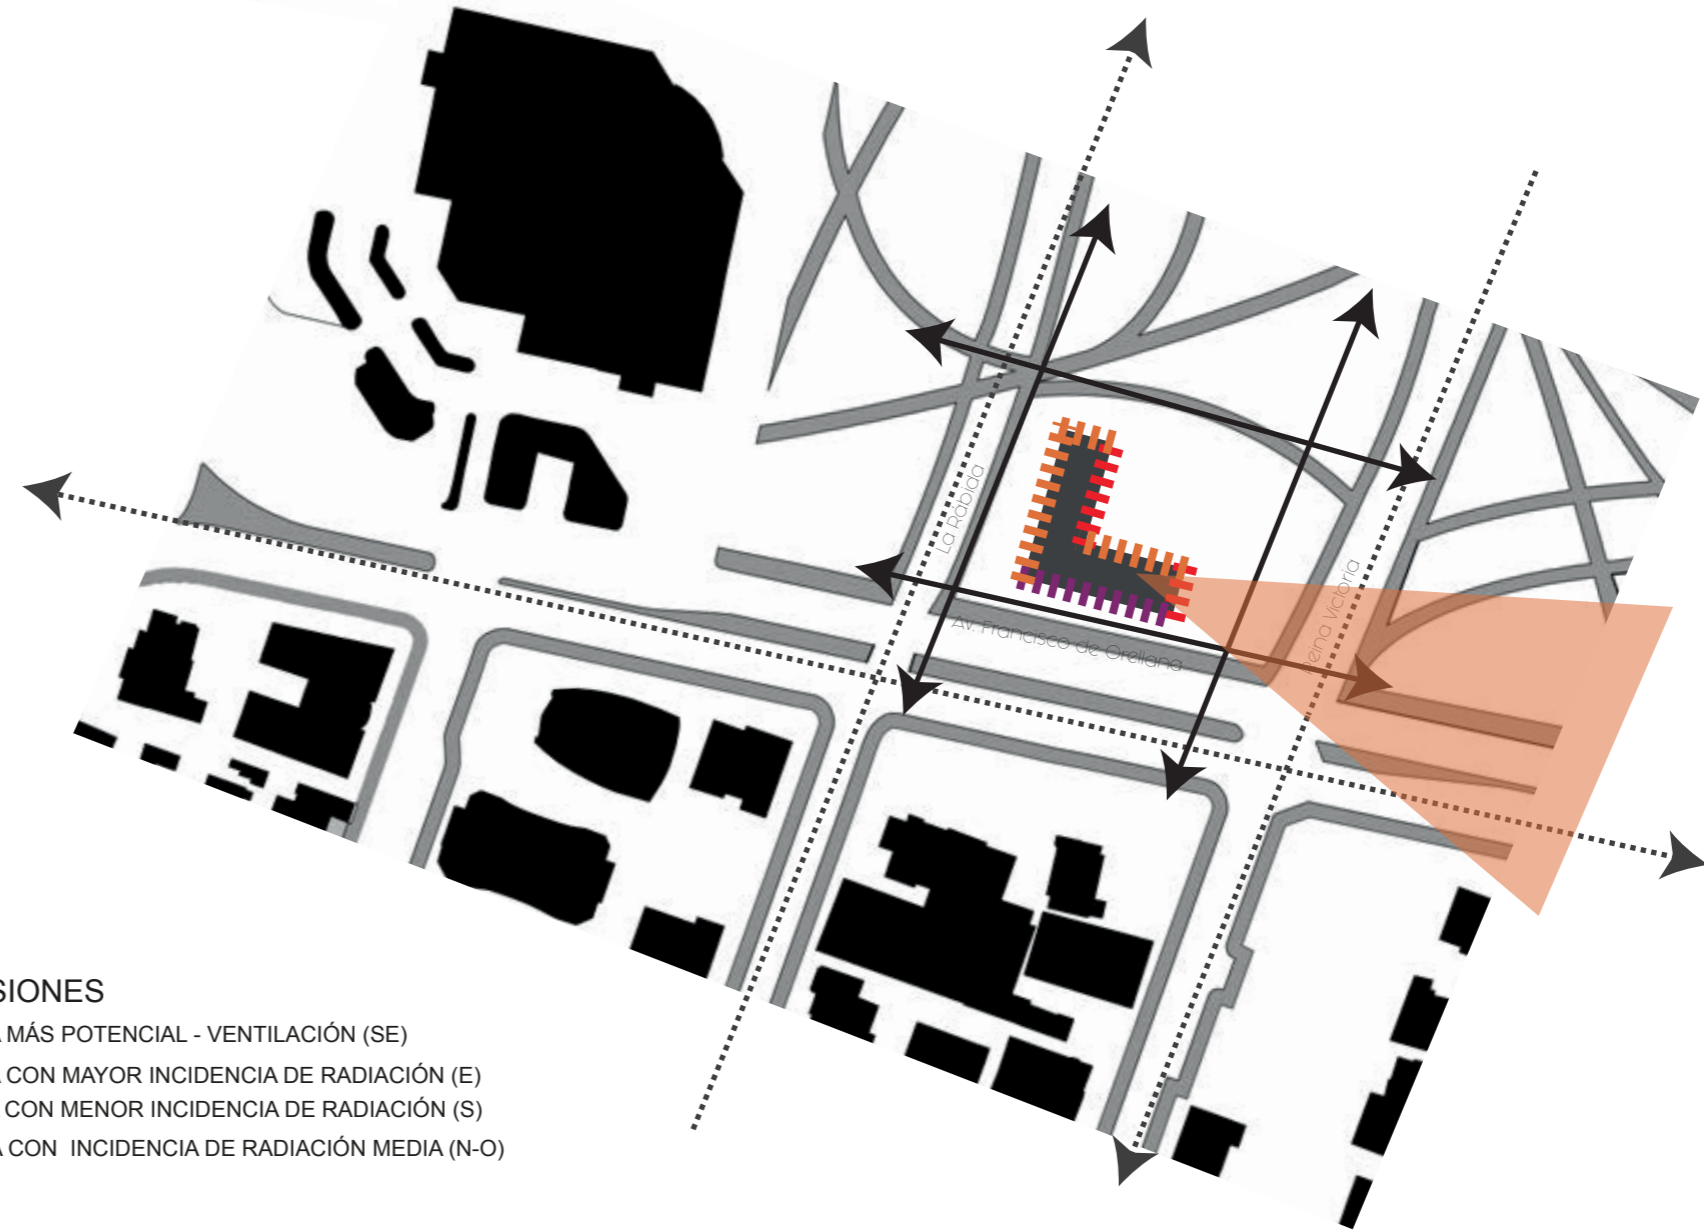 La Rábida
Reina Victoria
Av. Francisco de Orellana
SIONES
A MÁS POTENCIAL - VENTILACIÓN (SE)
A CON MAYOR INCIDENCIA DE RADIACIÓN (E)
CON MENOR INCIDENCIA DE RADIACIÓN (S)
A CON INCIDENCIA DE RADIACIÓN MEDIA (N-O)